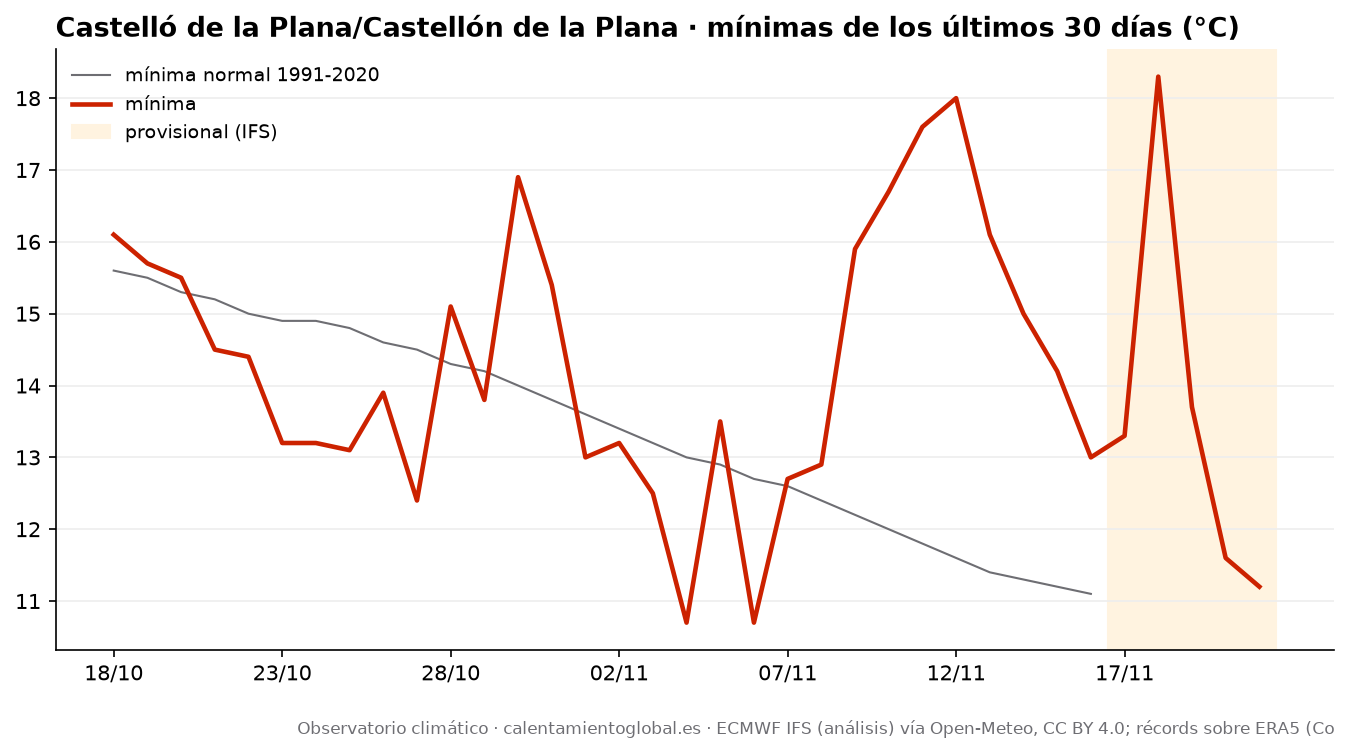 Castelló de la Plana/Castellón de la Plana · mínimas de los últimos 30 días (°C)
mínima normal 1991-2020
mínima
provisional (IFS)
18
17
16
15
14
13
12
11
18/10 23/10 28/10 02/11 07/11 12/11 17/11
Observatorio climático · calentamientoglobal.es · ECMWF IFS (análisis) vía Open-Meteo, CC BY 4.0; récords sobre ERA5 (Co